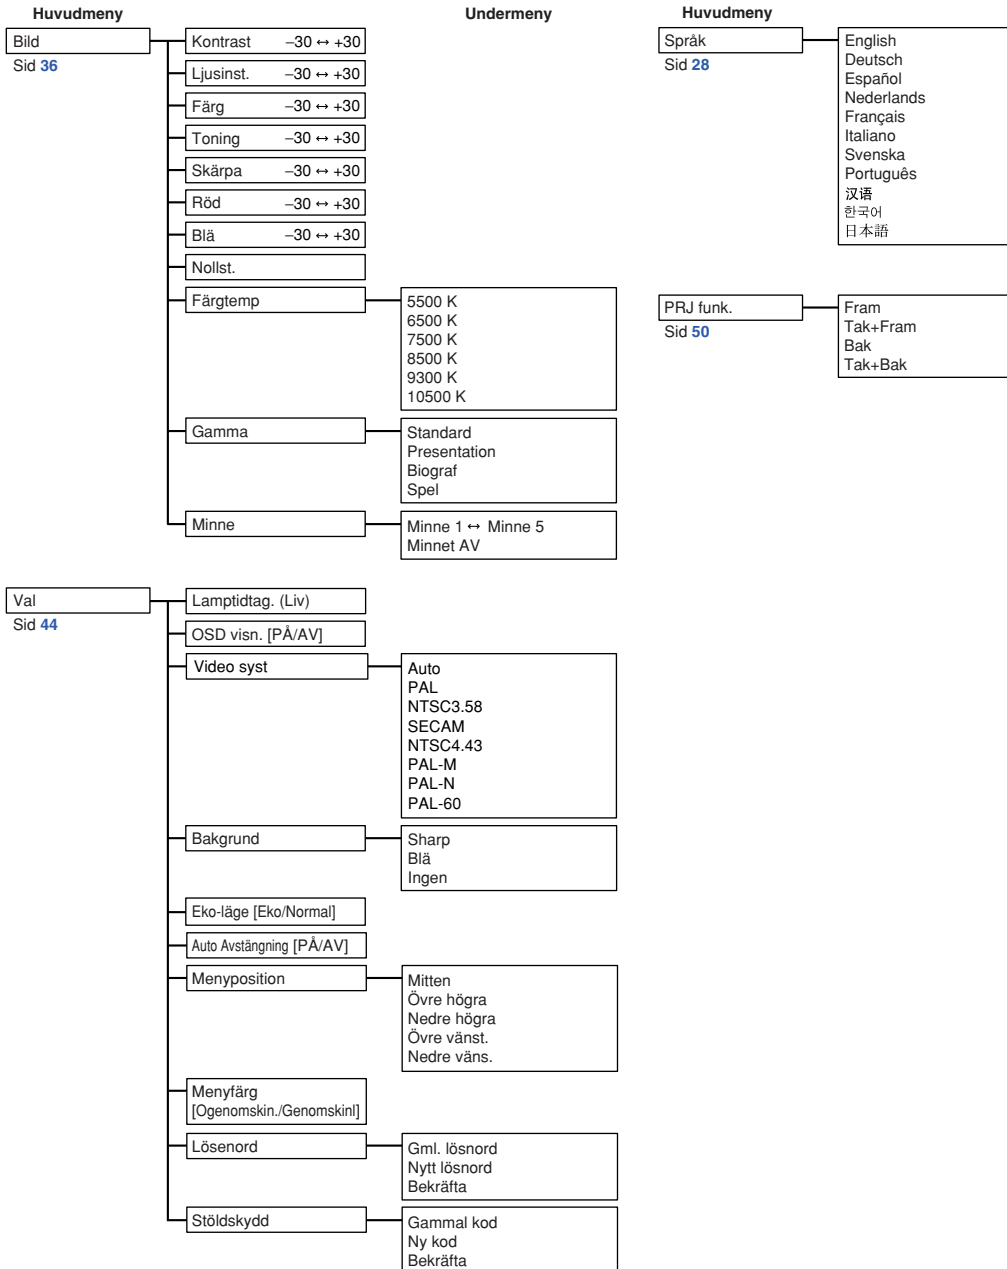 Huvudmeny
Undermeny
Bild
Sid 36
Kontrast −30 ↔ +30
Ljusinst. −30 ↔ +30
Färg −30 ↔ +30
Toning −30 ↔ +30
Skärpa −30 ↔ +30
Röd −30 ↔ +30
Blä −30 ↔ +30
Nollst.
Färgtemp
5500 K
6500 K
7500 K
8500 K
9300 K
10500 K
Gamma
Standard
Presentation
Biograf
Spel
Minne
Minne 1 ↔ Minne 5
Minnet AV
Val
Sid 44
Lamptidtag. (Liv)
OSD visn. [PÅ/AV]
Video syst
Auto
PAL
NTSC3.58
SECAM
NTSC4.43
PAL-M
PAL-N
PAL-60
Bakgrund
Sharp
Blä
Ingen
Eko-läge [Eko/Normal]
Auto Avstängning [PÅ/AV]
Menyposition
Mitten
Övre högra
Nedre högra
Övre vänst.
Nedre väns.
Menyfärg
[Ogenomskin./Genomskinl]
Lösenord
Gml. lösnord
Nytt lösnord
Bekräfta
Stöldskydd
Gammal kod
Ny kod
Bekräfta
Huvudmeny
Språk
Sid 28
English
Deutsch
Español
Nederlands
Français
Italiano
Svenska
Português
汉语
한국어
日本語
PRJ funk.
Sid 50
Fram
Tak+Fram
Bak
Tak+Bak